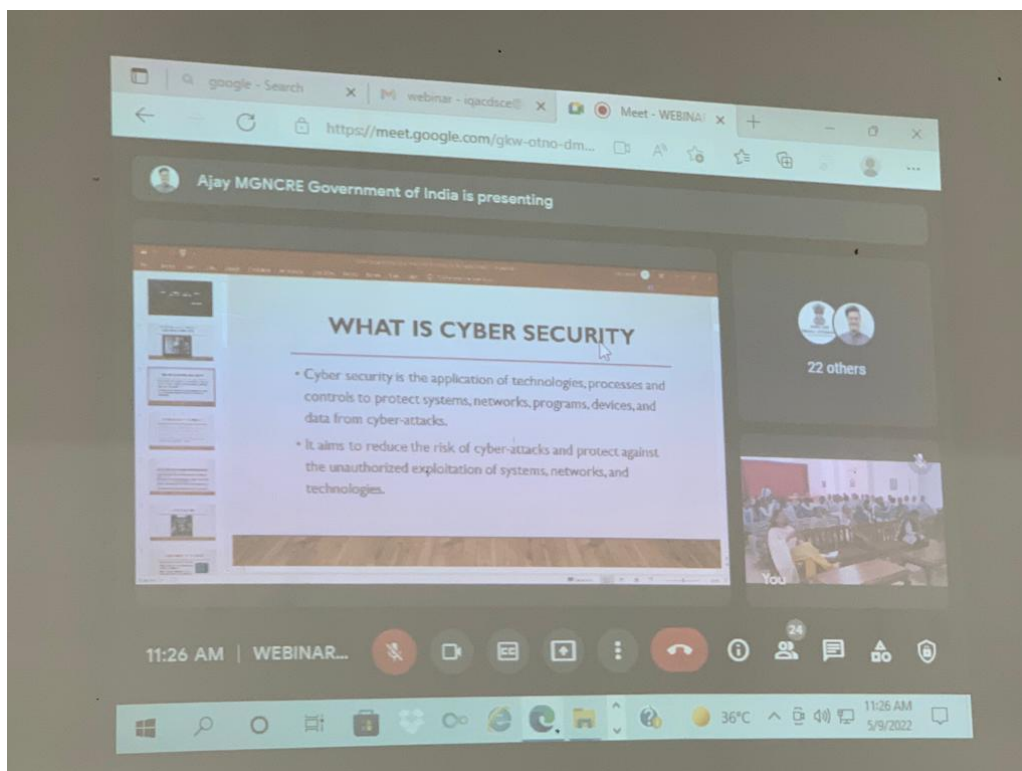 google - Search
webinar - iqacdsce@
Meet - WEBINA
https://meet.google.com/gkw-otno-dm...
Ajay MGNCRE Government of India is presenting
WHAT IS CYBER SECURITY
• Cyber security is the application of technologies, processes and
controls to protect systems, networks, programs, devices, and
data from cyber-attacks.
• It aims to reduce the risk of cyber-attacks and protect against
the unauthorized exploitation of systems, networks, and
technologies.
22 others
You
11:26 AM | WEBINAR...
CC
24
36°C
11:26 AM
5/9/2022